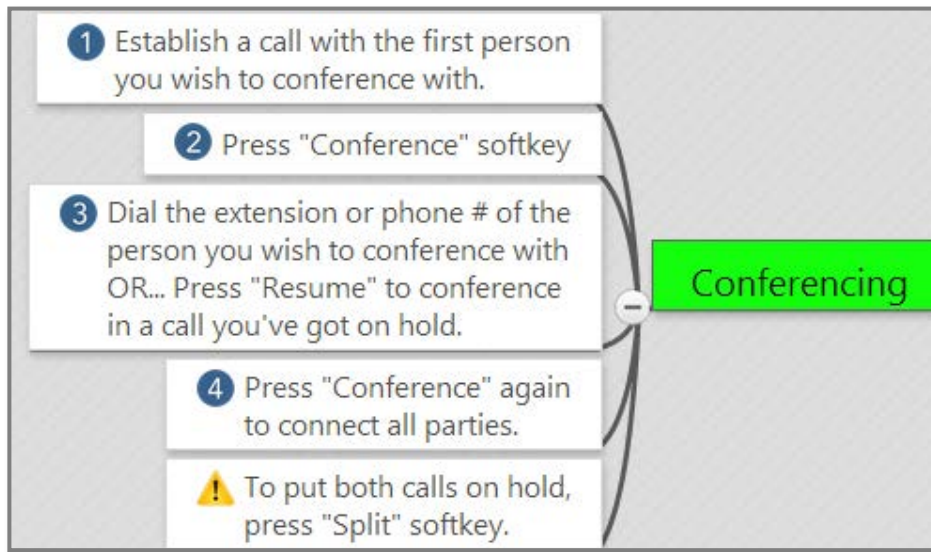 1 Establish a call with the first person
you wish to conference with.
2 Press "Conference" softkey
3 Dial the extension or phone # of the
person you wish to conference with
OR... Press "Resume" to conference
in a call you've got on hold.
4 Press "Conference" again
to connect all parties.
! To put both calls on hold,
press "Split" softkey.
Conferencing